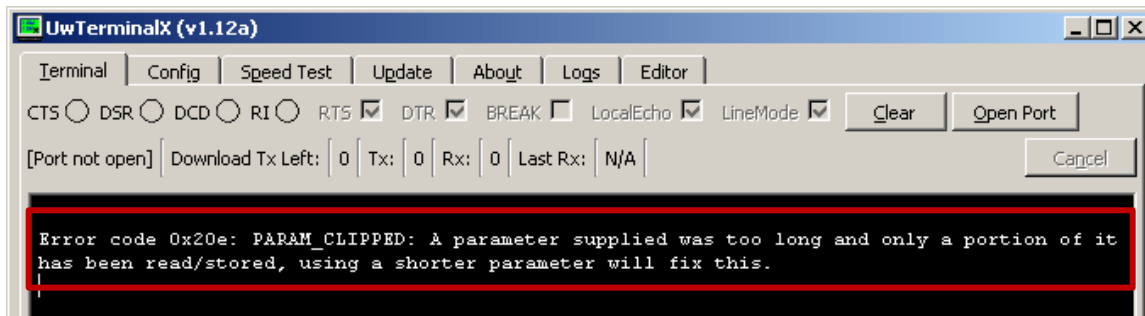 UwTerminalX (v1.12a)
Terminal Config Speed Test Update About Logs Editor
CTS DSR DCD RI RTS DTR BREAK LocalEcho LineMode Clear Open Port
[Port not open] Download Tx Left: 0 Tx: 0 Rx: 0 Last Rx: N/A Cancel
Error code 0x20e: PARAM_CLIPPED: A parameter supplied was too long and only a portion of it
has been read/stored, using a shorter parameter will fix this.